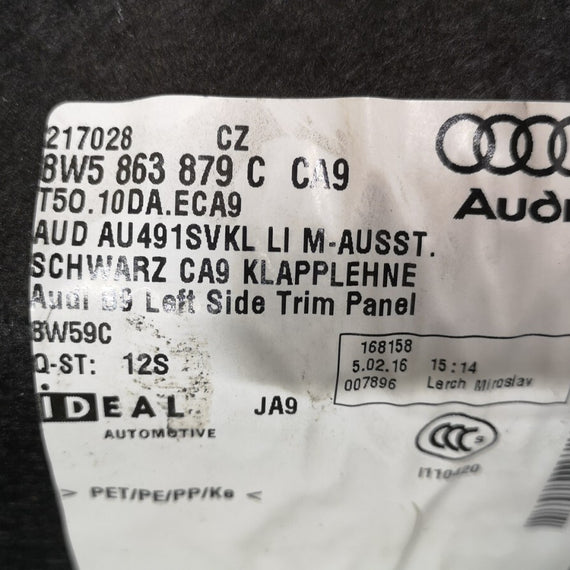 217028 CZ
8W5 863 879 C CA9
T50.10DA.ECA9
AUD AU491SVKL LI M-AUSST.
SCHWARZ CA9 KLAPPLEHNE
Audi B9 Left Side Trim Panel
8W59C
Q-ST: 12S
IDEAL JA9
AUTOMOTIVE
> PET/PE/PP/Ke <
Audi
168158
5.02.16 15:14
007896 Lerch Miroslav
CCC S